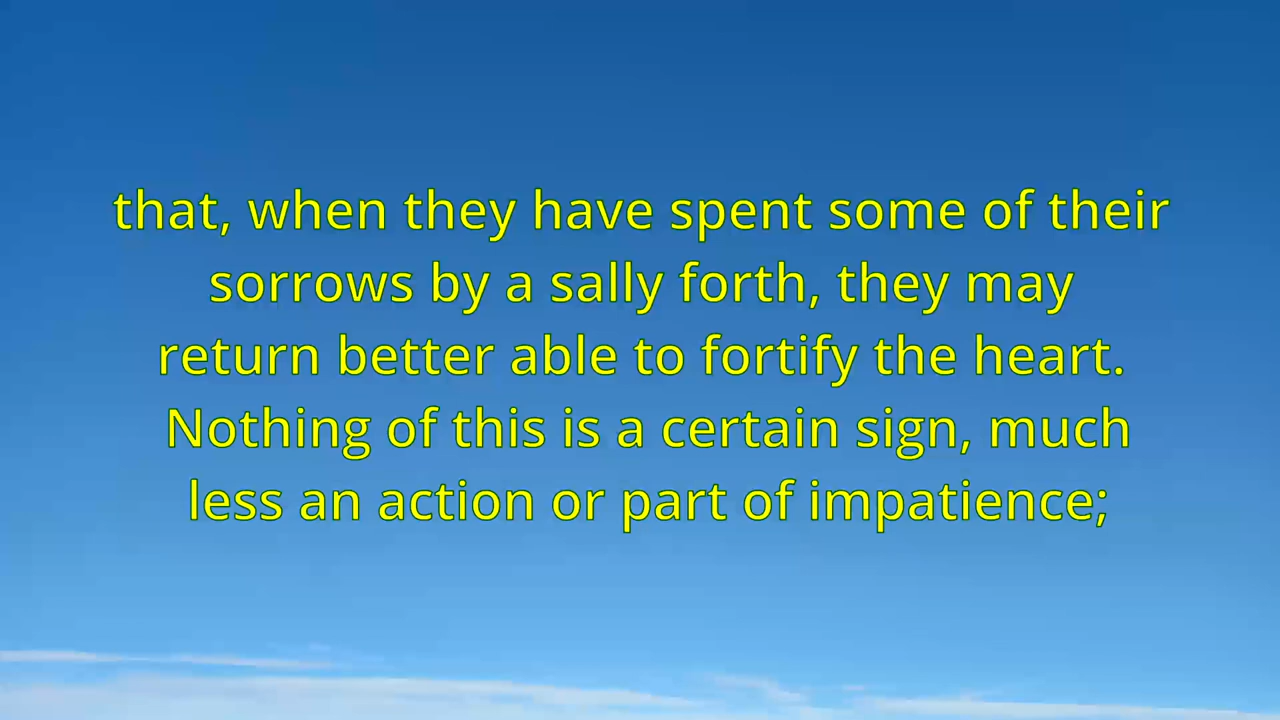 that, when they have spent some of their
sorrows by a sally forth, they may
return better able to fortify the heart.
Nothing of this is a certain sign, much
less an action or part of impatience;